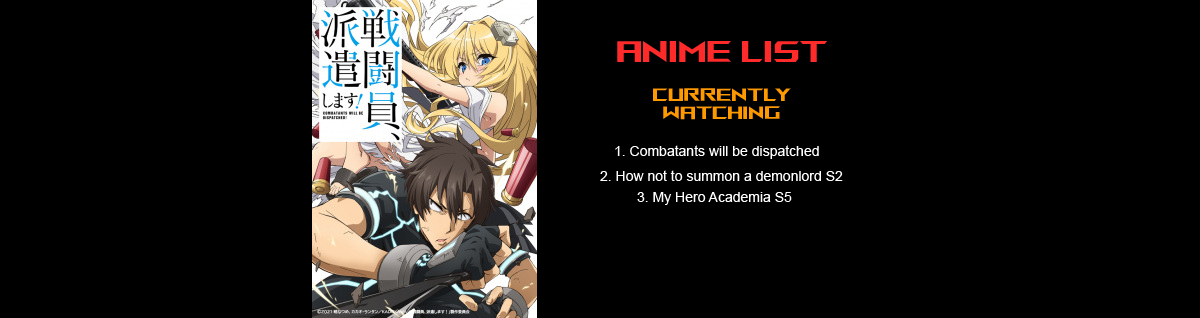 戦闘員、
派遣
します!
COMBATANTS WILL BE
DISPATCHED!
ANIME LIST
CURRENTLY
WATCHING
1. Combatants will be dispatched
2. How not to summon a demonlord S2
3. My Hero Academia S5